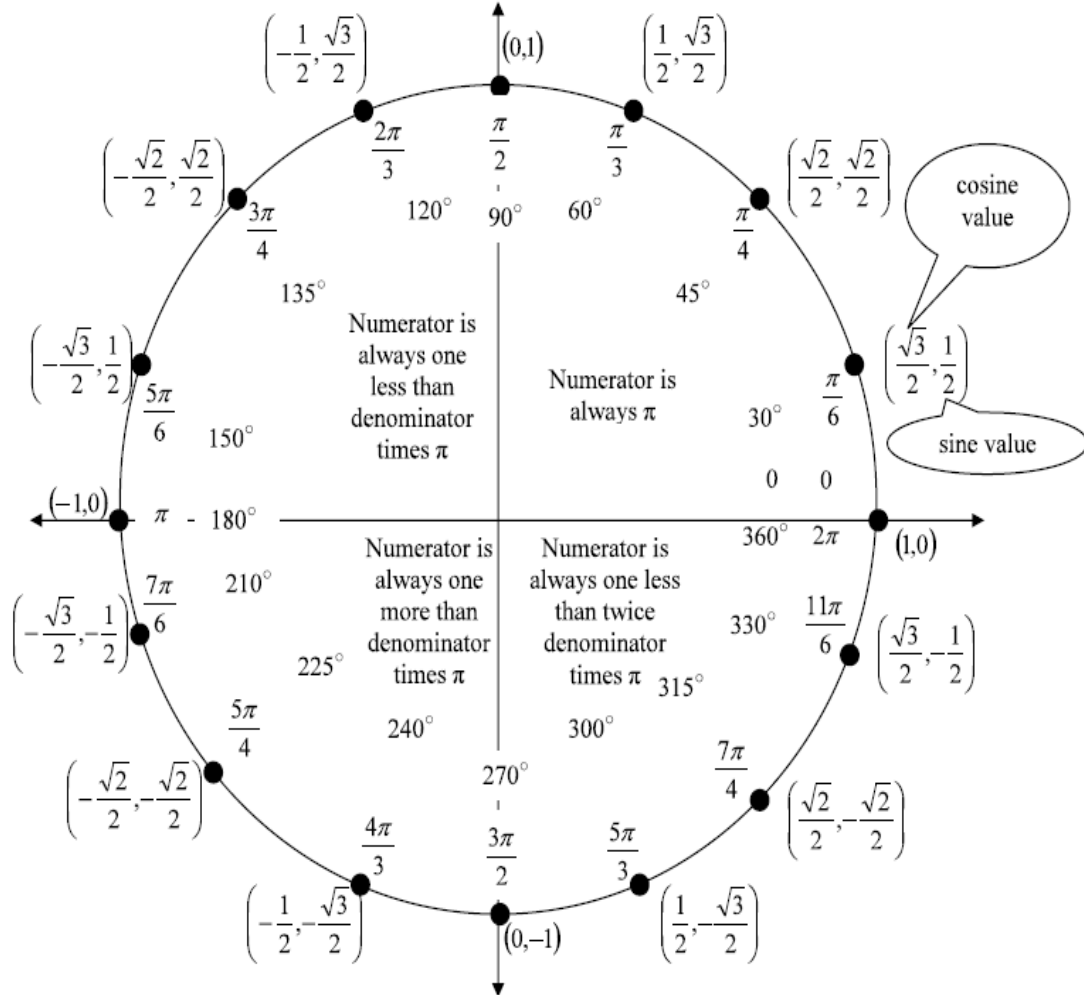 (-1/2, √3/2)
(0,1)
(1/2, √3/2)
2π/3
π/2
π/3
(-√2/2, √2/2)
(√2/2, √2/2)
cosine
value
120°
90°
60°
3π/4
π/4
135°
45°
Numerator is
always one
less than
denominator
times π
Numerator is
always π
(-√3/2, 1/2)
(√3/2, 1/2)
5π/6
π/6
150°
30°
sine value
0 0
(-1,0)
π
180°
360° 2π
(1,0)
Numerator is
always one
more than
denominator
times π
Numerator is
always one less
than twice
denominator
times π
7π/6
210°
330°
11π/6
(-√3/2, -1/2)
(√3/2, -1/2)
225°
315°
5π/4
240°
300°
7π/4
270°
(-√2/2, -√2/2)
(√2/2, -√2/2)
4π/3
3π/2
5π/3
(-1/2, -√3/2)
(0,-1)
(1/2, -√3/2)